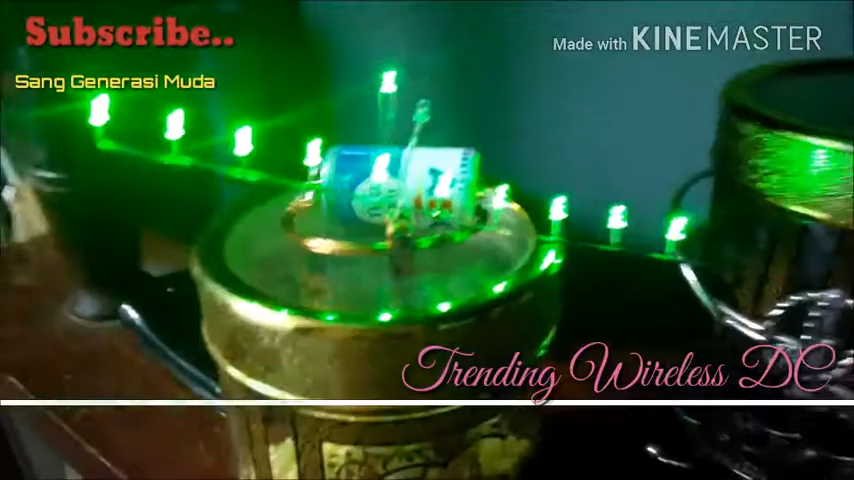 Subscribe..
Made with KINEMASTER
Sang Generasi Muda
Trending Wireless DC